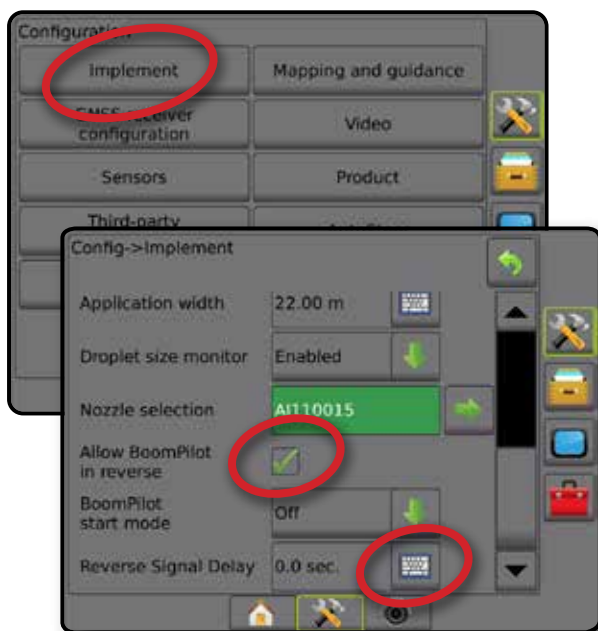 Configuration
Implement
Mapping and guidance
GNSS receiver
configuration
Video
Sensors
Product
Third-party
Config->Implement
Application width
22.00 m
Droplet size monitor
Enabled
Nozzle selection
AI110015
Allow BoomPilot
in reverse
BoomPilot
start mode
Off
Reverse Signal Delay
0.0 sec.